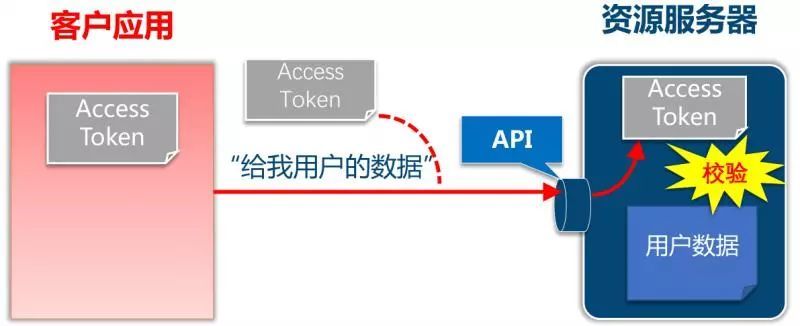 客户应用
资源服务器
Access
Token
Access
Token
Access
Token
API
“给我用户的数据”
校验
用户数据